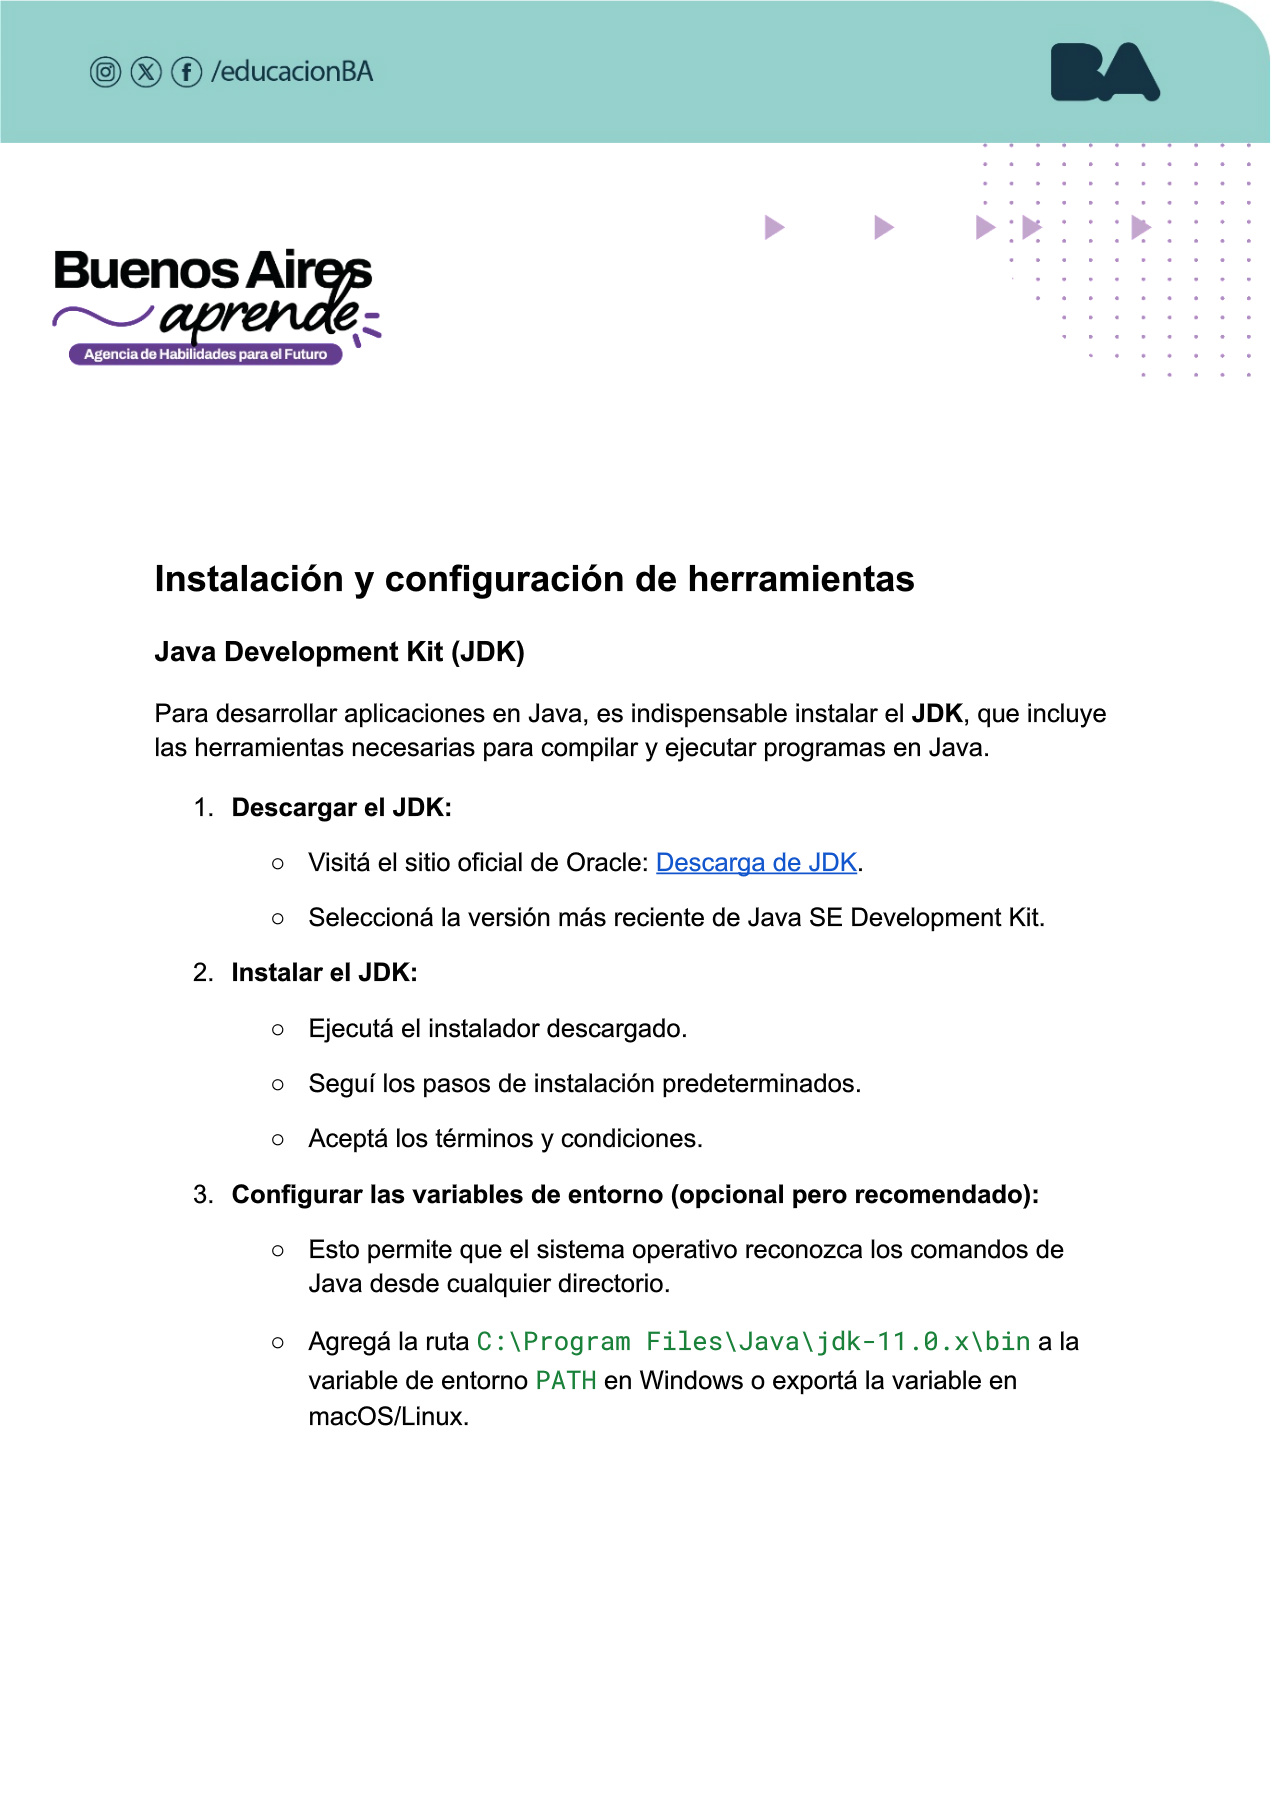 /educacionBA
BA
Buenos Aires
aprende
Agencia de Habilidades para el Futuro
Instalación y configuración de herramientas
Java Development Kit (JDK)
Para desarrollar aplicaciones en Java, es indispensable instalar el JDK, que incluye
las herramientas necesarias para compilar y ejecutar programas en Java.
1. Descargar el JDK:
○ Visitá el sitio oficial de Oracle: Descarga de JDK.
○ Seleccioná la versión más reciente de Java SE Development Kit.
2. Instalar el JDK:
○ Ejecutá el instalador descargado.
○ Seguí los pasos de instalación predeterminados.
○ Aceptá los términos y condiciones.
3. Configurar las variables de entorno (opcional pero recomendado):
○ Esto permite que el sistema operativo reconozca los comandos de
Java desde cualquier directorio.
○ Agregá la ruta C:\Program Files\Java\jdk-11.0.x\bin a la
variable de entorno PATH en Windows o exportá la variable en
macOS/Linux.